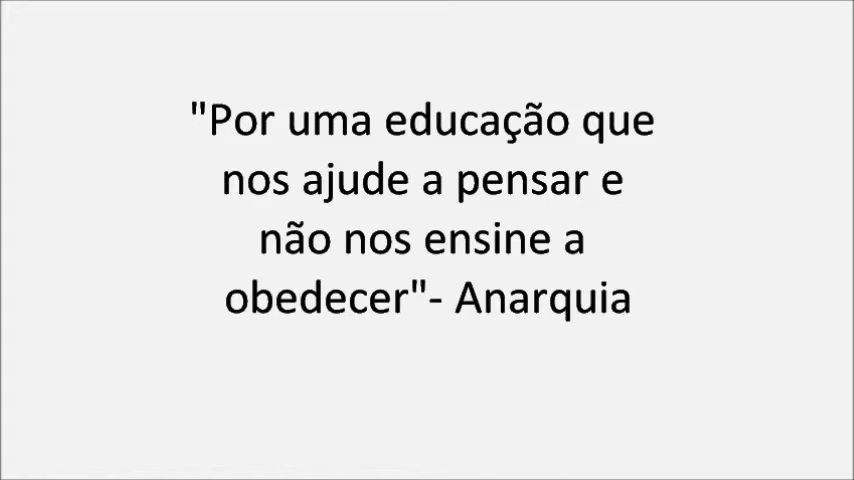 "Por uma educação que
nos ajude a pensar e
não nos ensine a
obedecer"- Anarquia